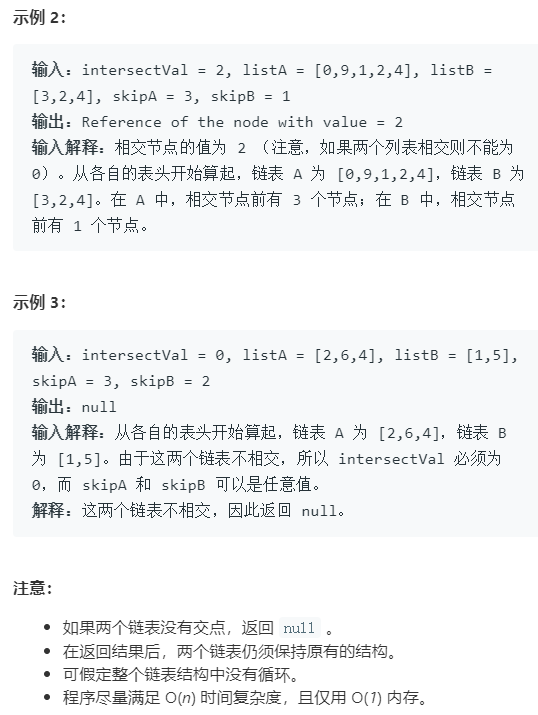 示例 2：
输入：intersectVal = 2, listA = [0,9,1,2,4], listB =
[3,2,4], skipA = 3, skipB = 1
输出：Reference of the node with value = 2
输入解释：相交节点的值为 2 （注意，如果两个列表相交则不能为
0）。从各自的表头开始算起，链表 A 为 [0,9,1,2,4]，链表 B 为
[3,2,4]。在 A 中，相交节点前有 3 个节点；在 B 中，相交节点
前有 1 个节点。
示例 3：
输入：intersectVal = 0, listA = [2,6,4], listB = [1,5],
skipA = 3, skipB = 2
输出：null
输入解释：从各自的表头开始算起，链表 A 为 [2,6,4]，链表 B
为 [1,5]。由于这两个链表不相交，所以 intersectVal 必须为
0，而 skipA 和 skipB 可以是任意值。
解释：这两个链表不相交，因此返回 null。
注意：
• 如果两个链表没有交点，返回 null 。
• 在返回结果后，两个链表仍须保持原有的结构。
• 可假定整个链表结构中没有循环。
• 程序尽量满足 O(n) 时间复杂度，且仅用 O(1) 内存。